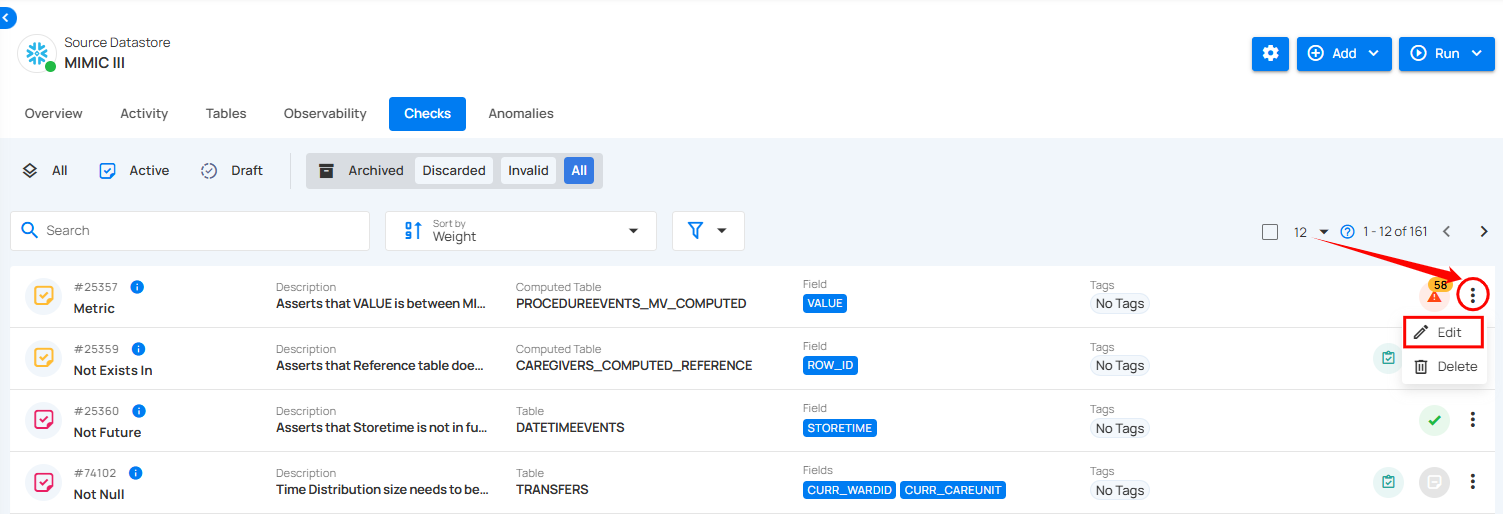 Source Datastore
MIMIC III
Add
Run
Overview Activity Tables Observability Checks Anomalies
All Active Draft Archived Discarded Invalid All
Search
Sort by
Weight
12 1 - 12 of 161
#25357
Metric
Description
Asserts that VALUE is between MI...
Computed Table
PROCEDUREEVENTS_MV_COMPUTED
Field
VALUE
Tags
No Tags
58
Edit
Delete
#25359
Not Exists In
Description
Asserts that Reference table doe...
Computed Table
CAREGIVERS_COMPUTED_REFERENCE
Field
ROW_ID
Tags
No Tags
#25360
Not Future
Description
Asserts that Storetime is not in fu...
Table
DATETIMEEVENTS
Field
STORETIME
Tags
No Tags
#74102
Not Null
Description
Time Distribution size needs to be...
Table
TRANSFERS
Fields
CURR_WARDID CURR_CAREUNIT
Tags
No Tags